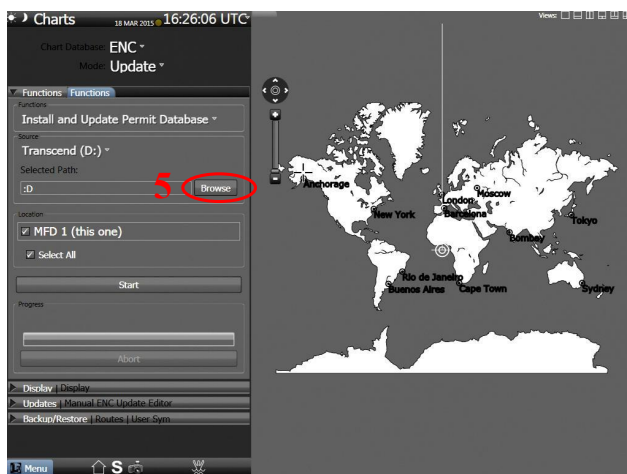 Charts 18 MAR 2015 16:26:06 UTC
Chart Database: ENC
Mode: Update
Functions Functions
Functions
Install and Update Permit Database
Source:
Transcend (D:)
Selected Path:
:D
5
Browse
Location
MFD 1 (this one)
Select All
Start
Progress
Abort
Display | Display
Updates | Manual ENC Update Editor
Backup/Restore | Routes | User Sym
Menu
S
Views:
Anchorage
New York
London
Moscow
Barcelona
Bombay
Tokyo
Rio de Janeiro
Buenos Aires
Cape Town
Sydney